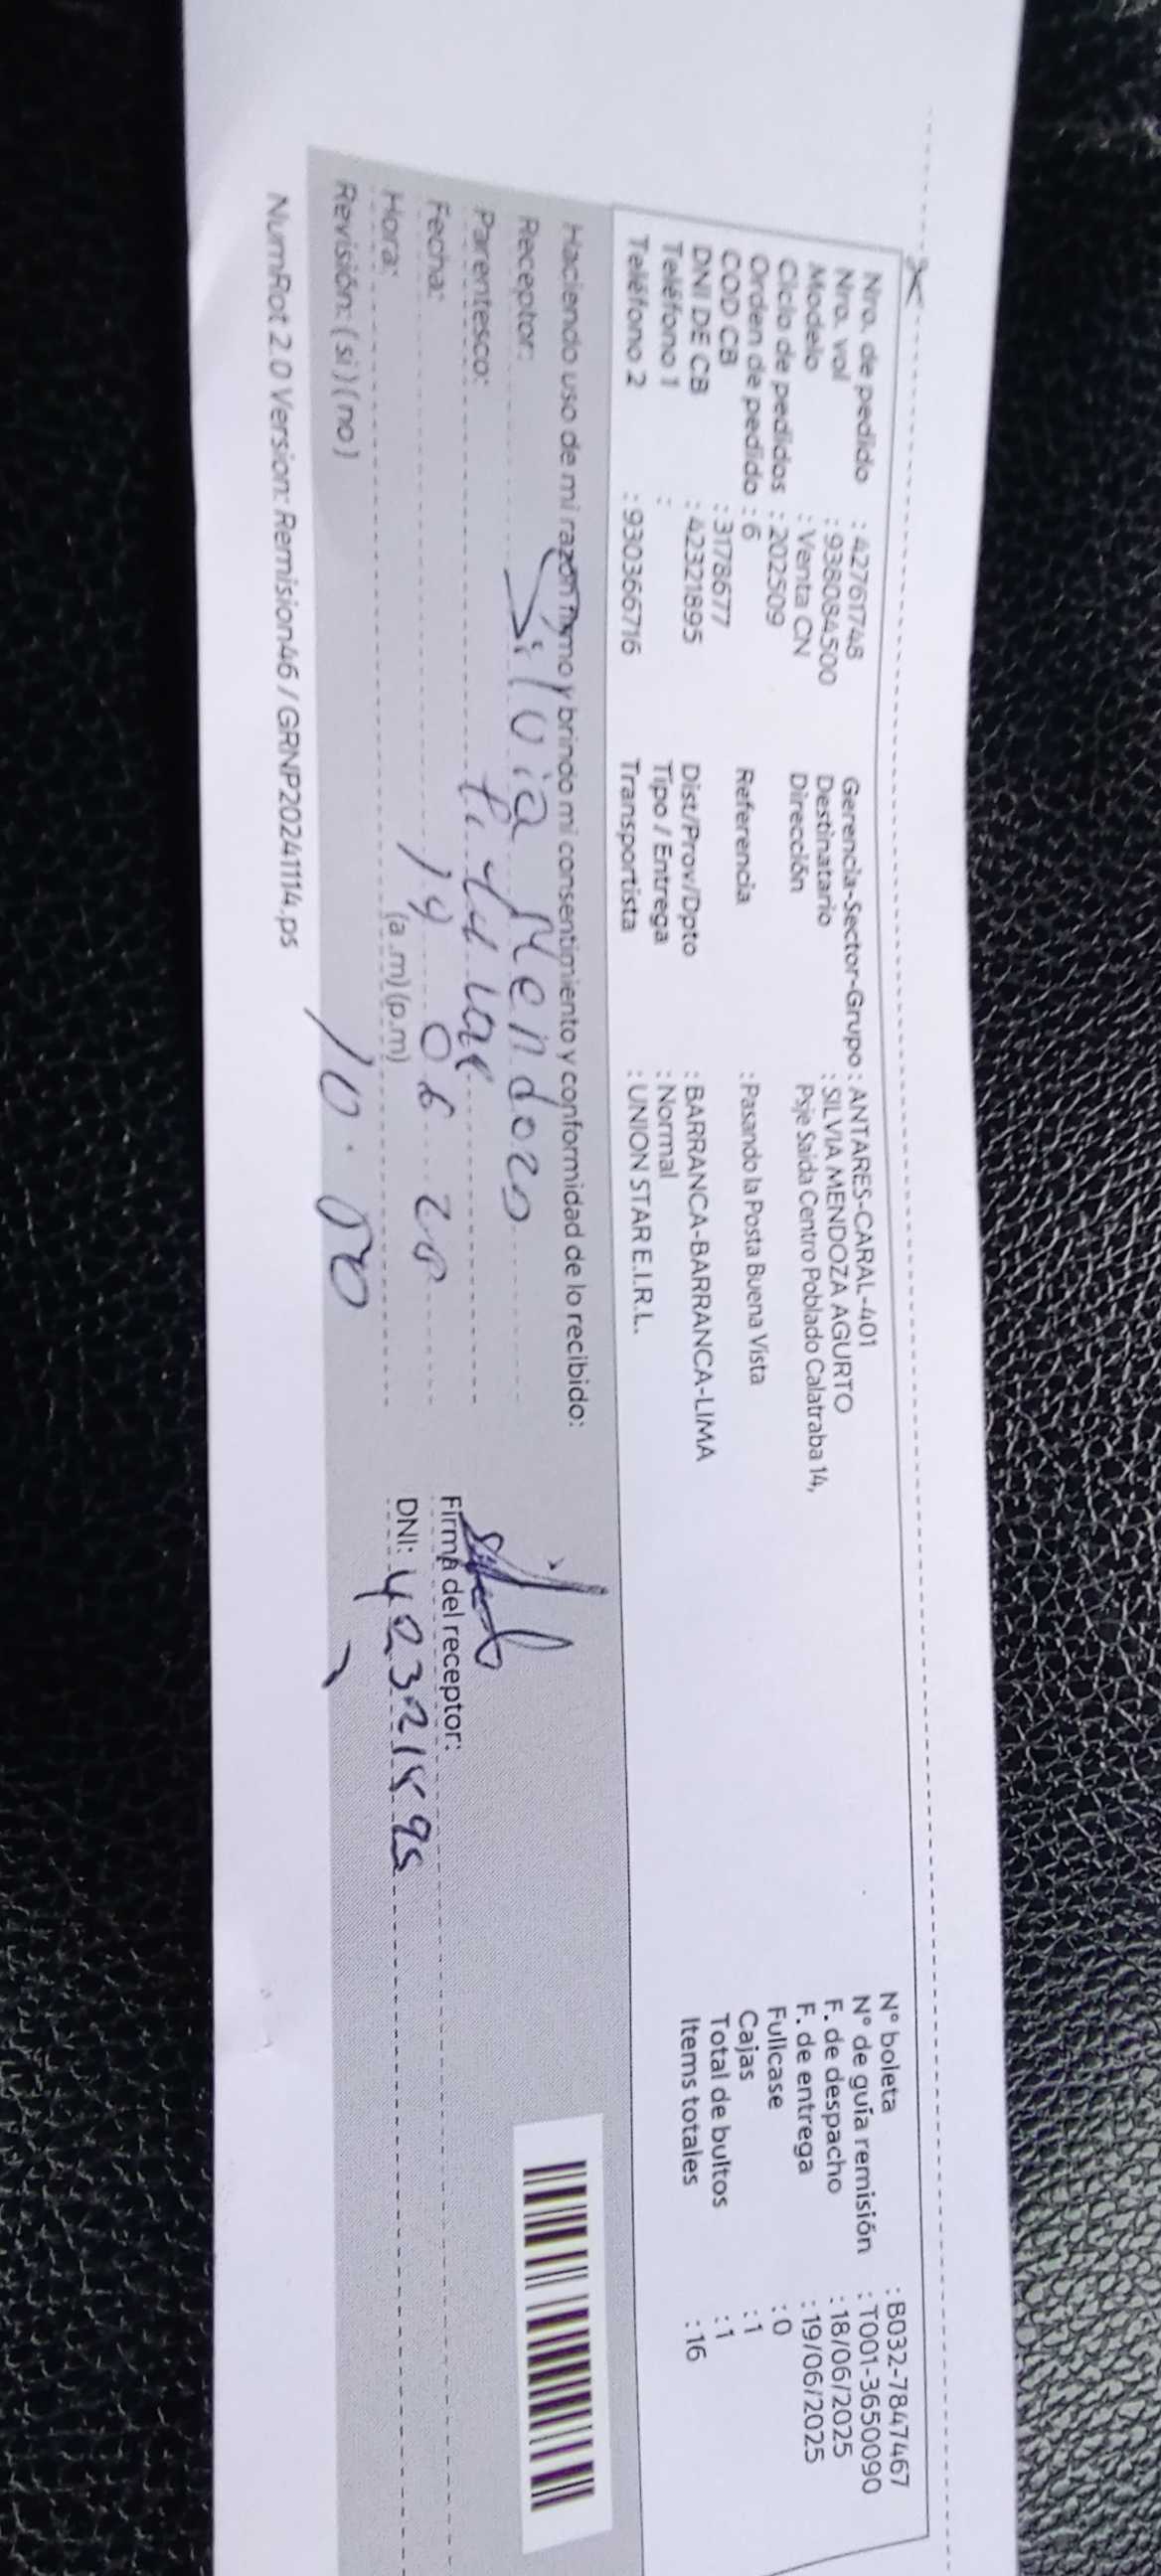 Nro. de pedido : 42761748
Nro. vol : 938084500
Modelo : Venta CN
Ciclo de pedidos : 202509
Orden de pedido : 6
COD CB : 3178677
DNI DE CB : 42321895
Teléfono 1 :
Teléfono 2 : 930366716
Gerencia-Sector-Grupo : ANTARES-CARAL-401
Destinatario : SILVIA MENDOZA AGURTO
Dirección Psje Saida Centro Poblado Calatraba 14,
Referencia : Pasando la Posta Buena Vista
Dist/Prov/Dpto : BARRANCA-BARRANCA-LIMA
Tipo / Entrega : Normal
Transportista : UNION STAR E.I.R.L.
N° boleta : B032-7847467
N° de guía remisión : T001-3650090
F. de despacho : 18/06/2025
F. de entrega : 19/06/2025
Fullcase : 0
Cajas : 1
Total de bultos : 1
Items totales : 16
Haciendo uso de mi razón firmo y brindo mi consentimiento y conformidad de lo recibido:
Receptor: Silvia Mendoza
Parentesco: titular
Fecha: 19 06
Hora: (a.m) (p.m)
Revisión: ( si ) ( no )
Firma del receptor:
DNI: 42321895
NumRot 2.0 Version: Remision46 / GRNP20241114.ps